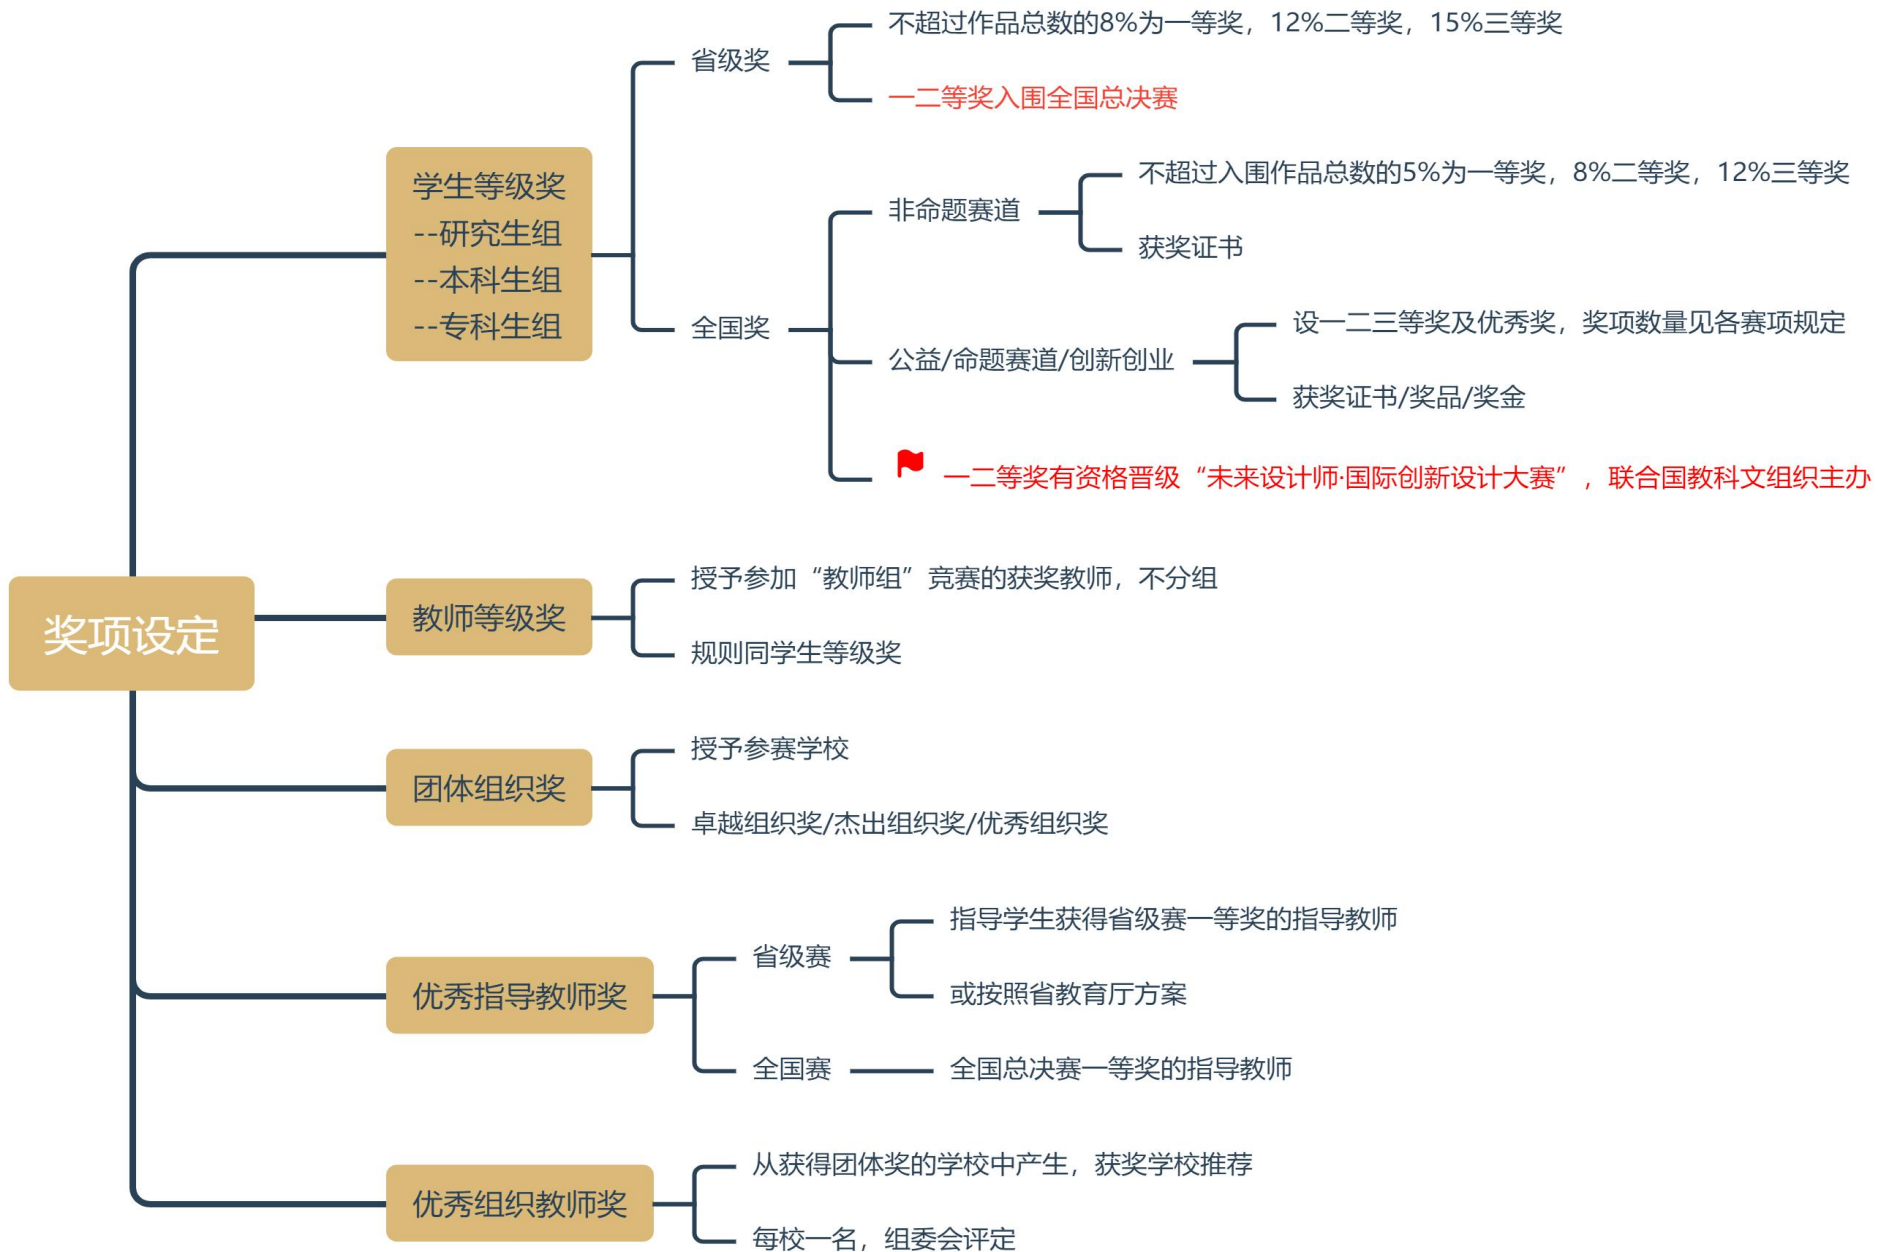 奖项设定
学生等级奖
--研究生组
--本科生组
--专科生组
省级奖
不超过作品总数的8%为一等奖，12%二等奖，15%三等奖
一二等奖入围全国总决赛
全国奖
非命题赛道
不超过入围作品总数的5%为一等奖，8%二等奖，12%三等奖
获奖证书
公益/命题赛道/创新创业
设一二三等奖及优秀奖，奖项数量见各赛项规定
获奖证书/奖品/奖金
一二等奖有资格晋级“未来设计师·国际创新设计大赛”，联合国教科文组织主办
教师等级奖
授予参加“教师组”竞赛的获奖教师，不分组
规则同学生等级奖
团体组织奖
授予参赛学校
卓越组织奖/杰出组织奖/优秀组织奖
优秀指导教师奖
省级赛
指导学生获得省级赛一等奖的指导教师
或按照省教育厅方案
全国赛
全国总决赛一等奖的指导教师
优秀组织教师奖
从获得团体奖的学校中产生，获奖学校推荐
每校一名，组委会评定